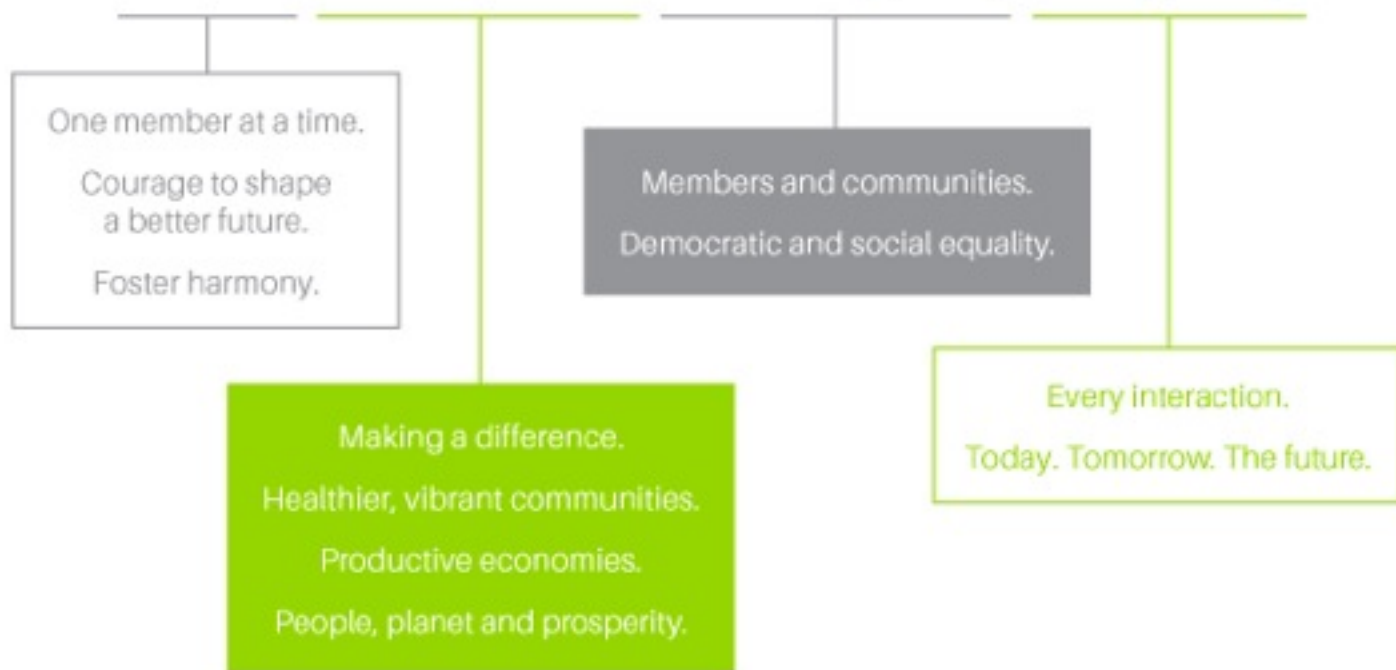 One member at a time.
Courage to shape
a better future.
Foster harmony.
Members and communities.
Democratic and social equality.
Making a difference.
Healthier, vibrant communities.
Productive economies.
People, planet and prosperity.
Every interaction.
Today. Tomorrow. The future.